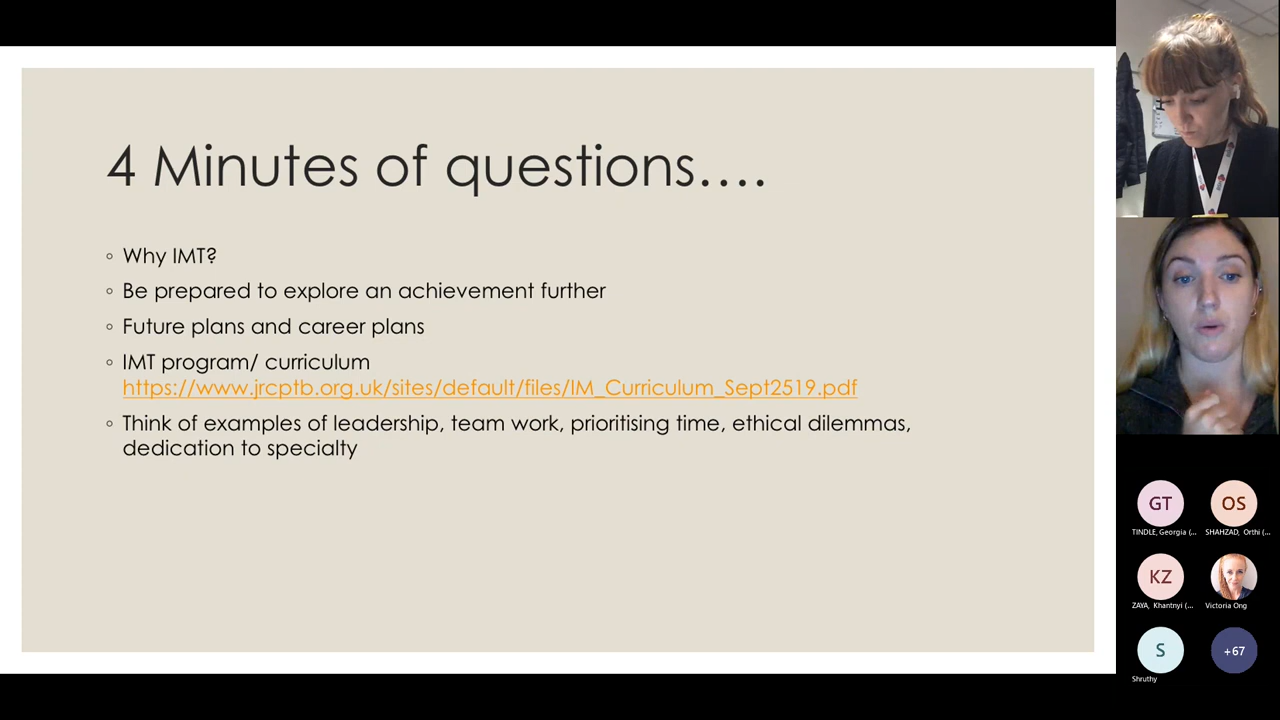 4 Minutes of questions....
◦ Why IMT?
◦ Be prepared to explore an achievement further
◦ Future plans and career plans
◦ IMT program/ curriculum
https://www.jrcptb.org.uk/sites/default/files/IM_Curriculum_Sept2519.pdf
◦ Think of examples of leadership, team work, prioritising time, ethical dilemmas,
dedication to specialty
GT
OS
TINDLE, Georgia (...
SHAHZAD, Orthi (...
KZ
ZAYA, Khantnyi (...
Victoria Ong
S
+67
Shruthy